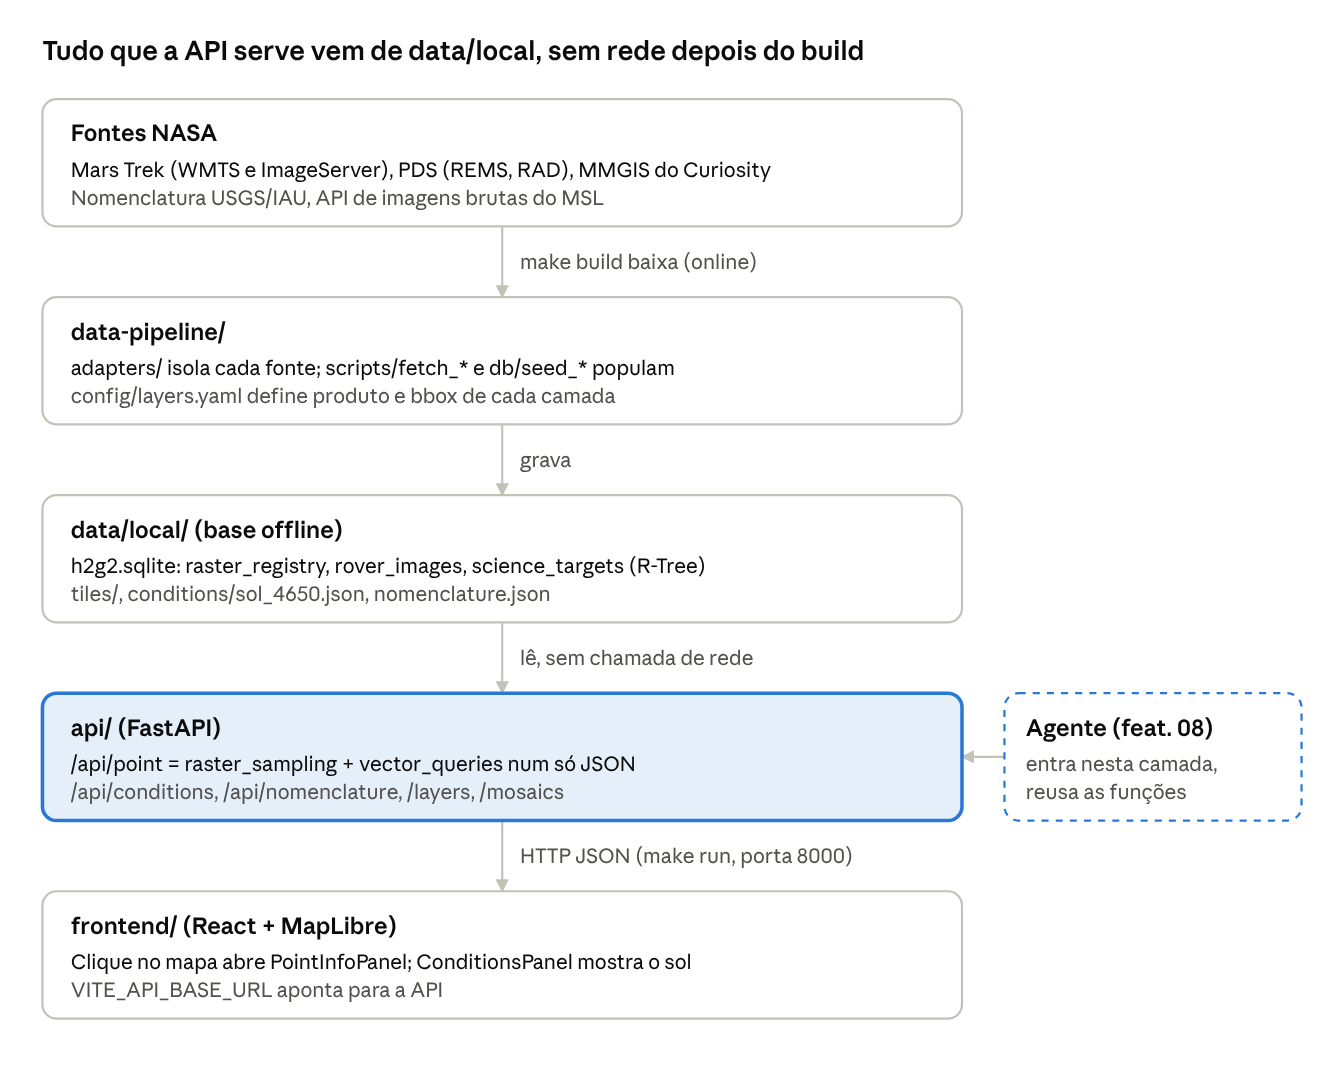 Tudo que a API serve vem de data/local, sem rede depois do build
Fontes NASA
Mars Trek (WMTS e ImageServer), PDS (REMS, RAD), MMGIS do Curiosity
Nomenclatura USGS/IAU, API de imagens brutas do MSL
make build baixa (online)
data-pipeline/
adapters/ isola cada fonte; scripts/fetch_* e db/seed_* populam
config/layers.yaml define produto e bbox de cada camada
grava
data/local/ (base offline)
h2g2.sqlite: raster_registry, rover_images, science_targets (R-Tree)
tiles/, conditions/sol_4650.json, nomenclature.json
lê, sem chamada de rede
api/ (FastAPI)
/api/point = raster_sampling + vector_queries num só JSON
/api/conditions, /api/nomenclature, /layers, /mosaics
Agente (feat. 08)
entra nesta camada,
reusa as funções
HTTP JSON (make run, porta 8000)
frontend/ (React + MapLibre)
Clique no mapa abre PointInfoPanel; ConditionsPanel mostra o sol
VITE_API_BASE_URL aponta para a API